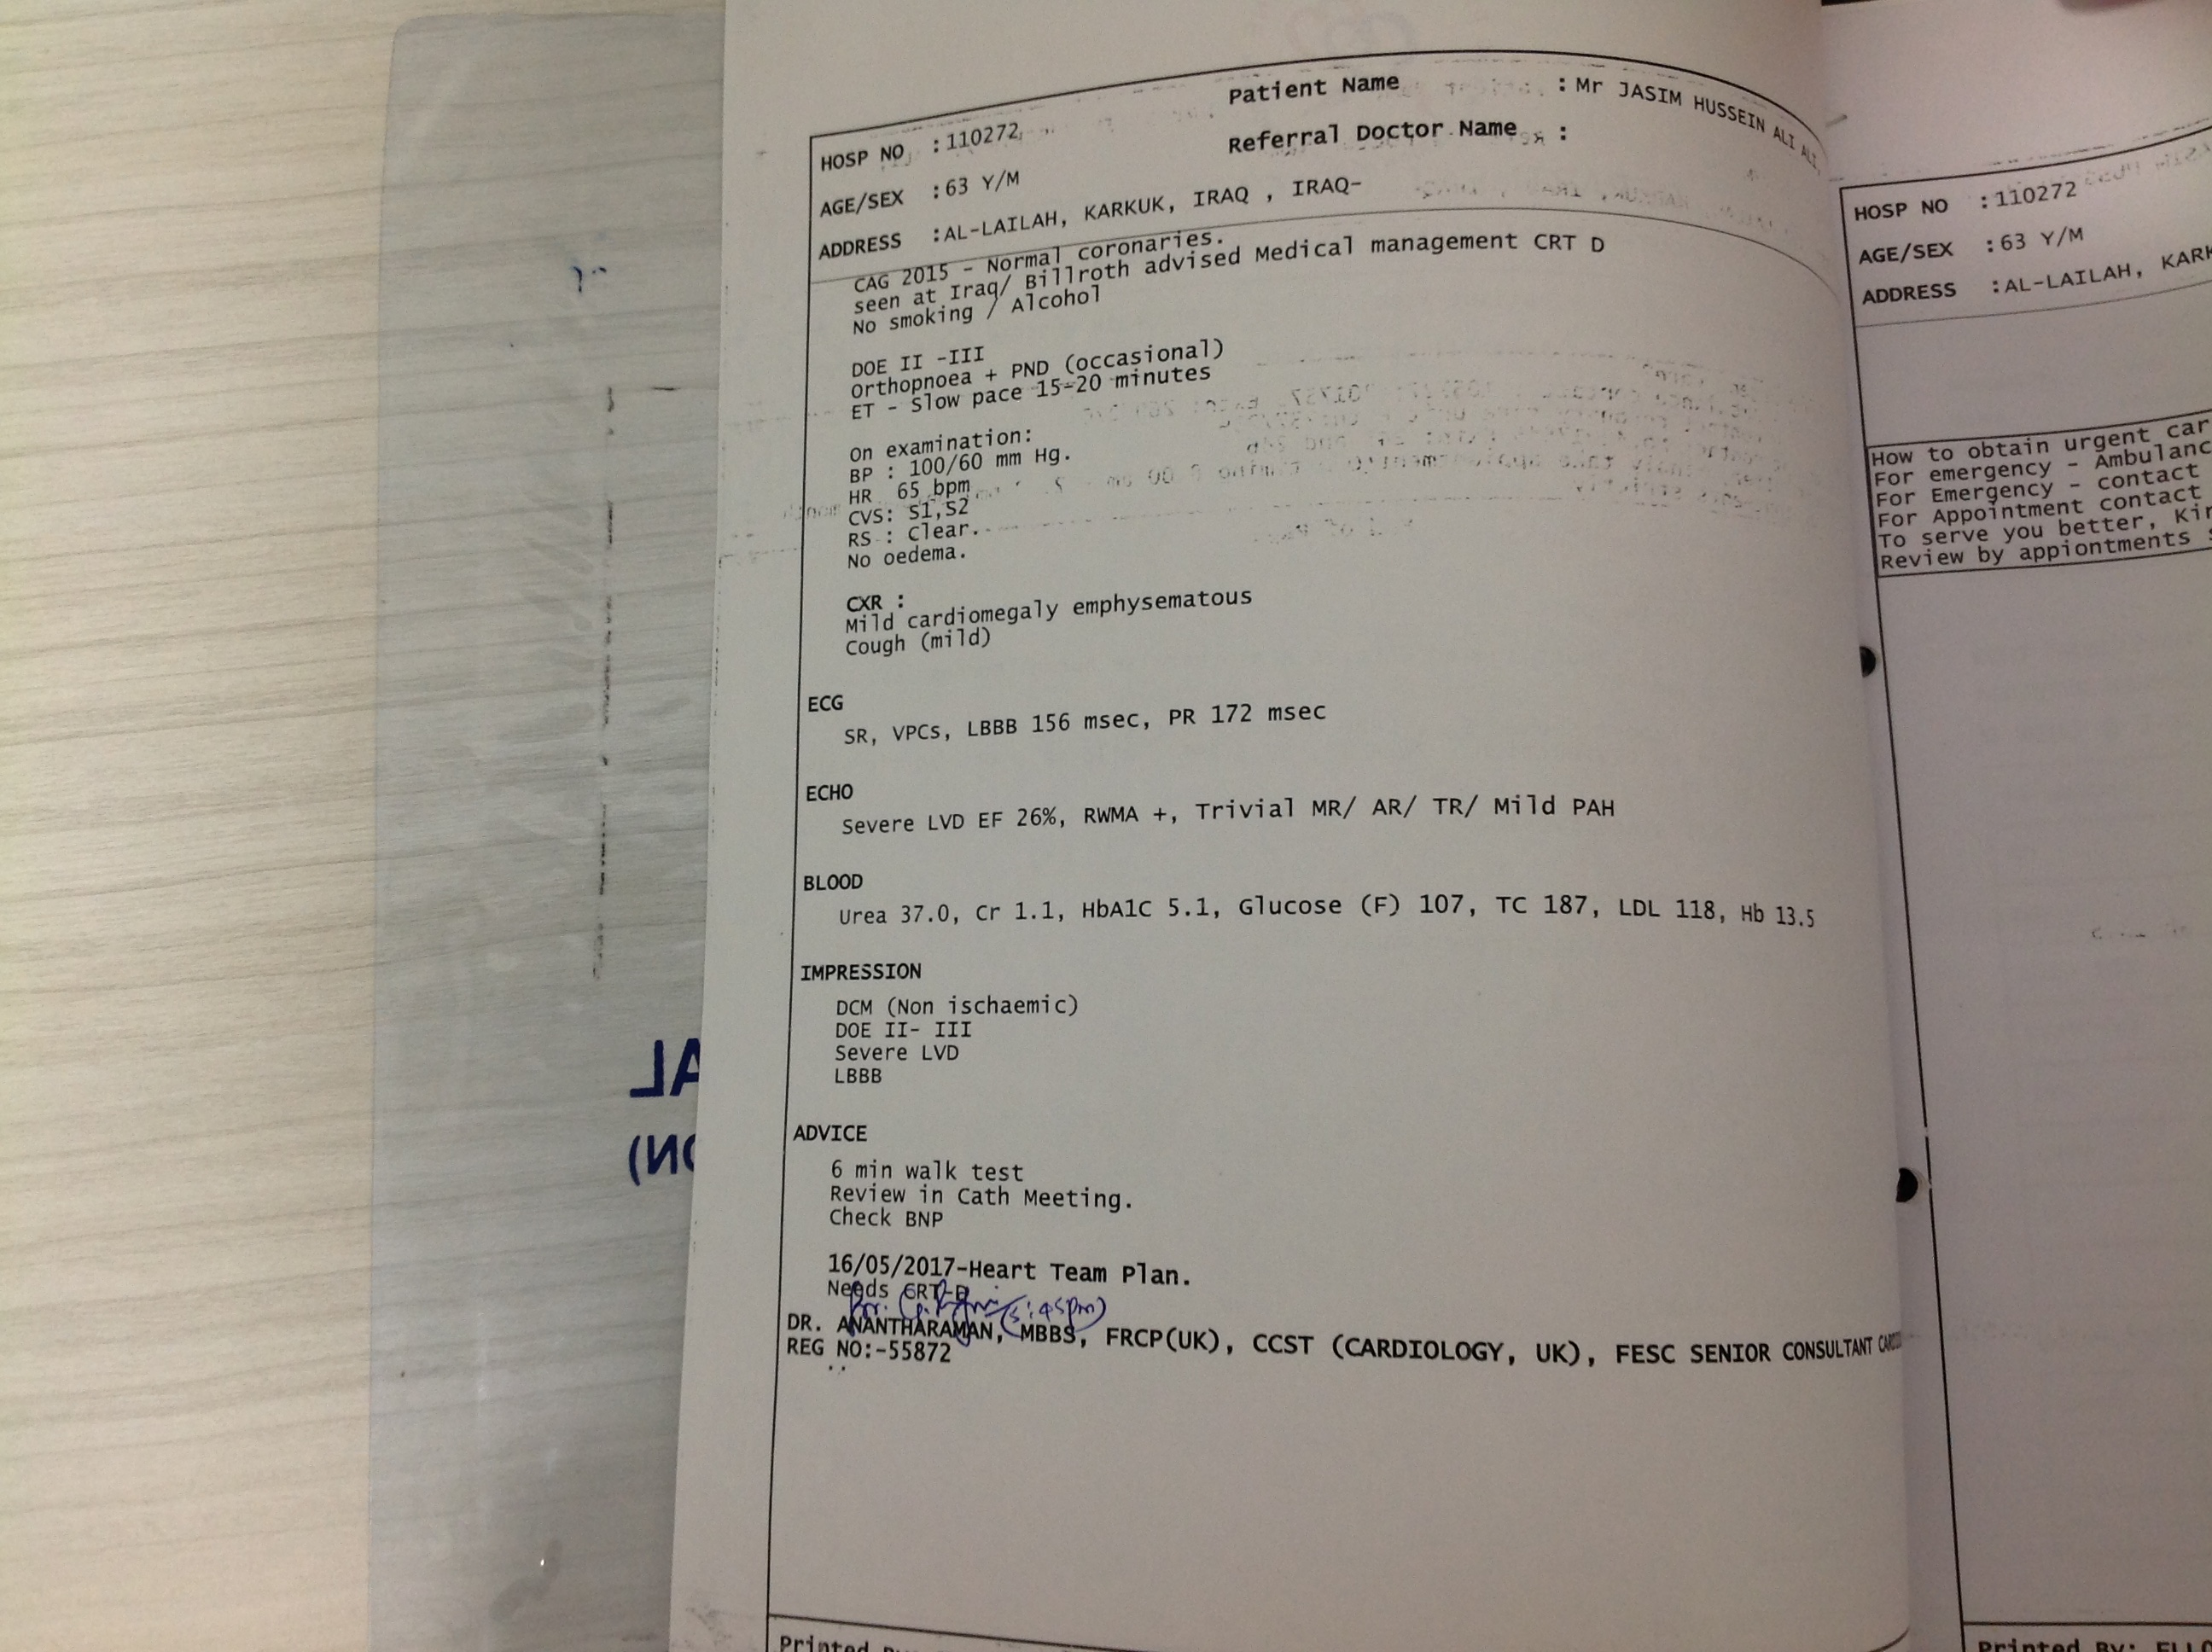 Patient Name : Mr JASIM HUSSEIN ALI ALI
HOSP NO : 110272
Referral Doctor Name :
AGE/SEX : 63 Y/M
ADDRESS : AL-LAILAH, KARKUK, IRAQ , IRAQ-
CAG 2015 - Normal coronaries.
seen at Iraq/ Billroth advised Medical management CRT D
No smoking / Alcohol
DOE II -III
Orthopnoea + PND (occasional)
ET - Slow pace 15-20 minutes
On examination:
BP : 100/60 mm Hg.
HR 65 bpm
CVS: S1,S2
RS : Clear.
No oedema.
CXR :
Mild cardiomegaly emphysematous
Cough (mild)
ECG
SR, VPCs, LBBB 156 msec, PR 172 msec
ECHO
Severe LVD EF 26%, RWMA +, Trivial MR/ AR/ TR/ Mild PAH
BLOOD
Urea 37.0, Cr 1.1, HbA1C 5.1, Glucose (F) 107, TC 187, LDL 118, Hb 13.5
IMPRESSION
DCM (Non ischaemic)
DOE II- III
Severe LVD
LBBB
ADVICE
6 min walk test
Review in Cath Meeting.
Check BNP
16/05/2017-Heart Team Plan.
Needs CRT-D
DR. ANANTHARAMAN, MBBS, FRCP(UK), CCST (CARDIOLOGY, UK), FESC SENIOR CONSULTANT
REG NO:-55872
Printed
HOSP NO : 110272
AGE/SEX : 63 Y/M
ADDRESS : AL-LAILAH, KARK
How to obtain urgent car
For emergency - Ambulanc
For Emergency - contact
For Appointment contact
To serve you better, Kin
Review by appiontments
Printed By: